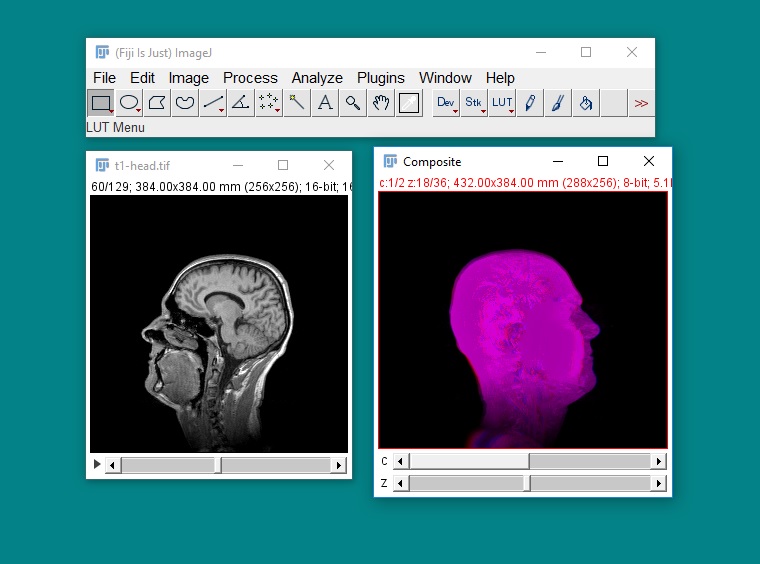 (Fiji Is Just) ImageJ
File Edit Image Process Analyze Plugins Window Help
A Dev Stk LUT >>
LUT Menu
t1-head.tif
60/129; 384.00x384.00 mm (256x256); 16-bit; 16
Composite
c:1/2 z:18/36; 432.00x384.00 mm (288x256); 8-bit; 5.1
C
Z